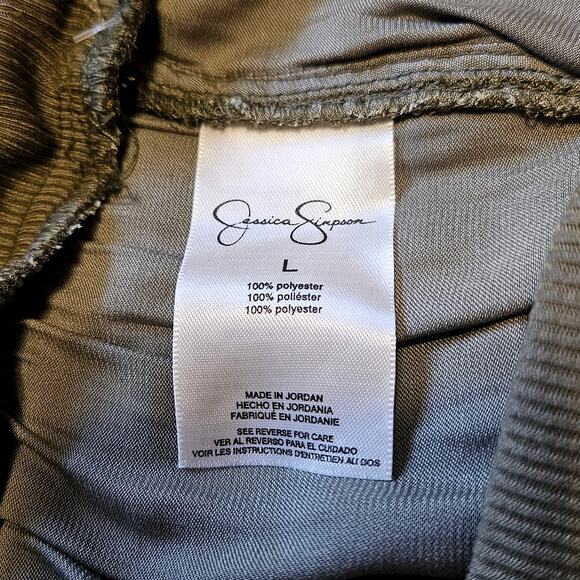 Jessica Simpson
L
100% polyester
100% poliéster
100% polyester
MADE IN JORDAN
HECHO EN JORDANIA
FABRIQUÉ EN JORDANIE
SEE REVERSE FOR CARE
VER AL REVERSO PARA EL CUIDADO
VOIR LES INSTRUCTIONS D'ENTRETIEN AU DOS